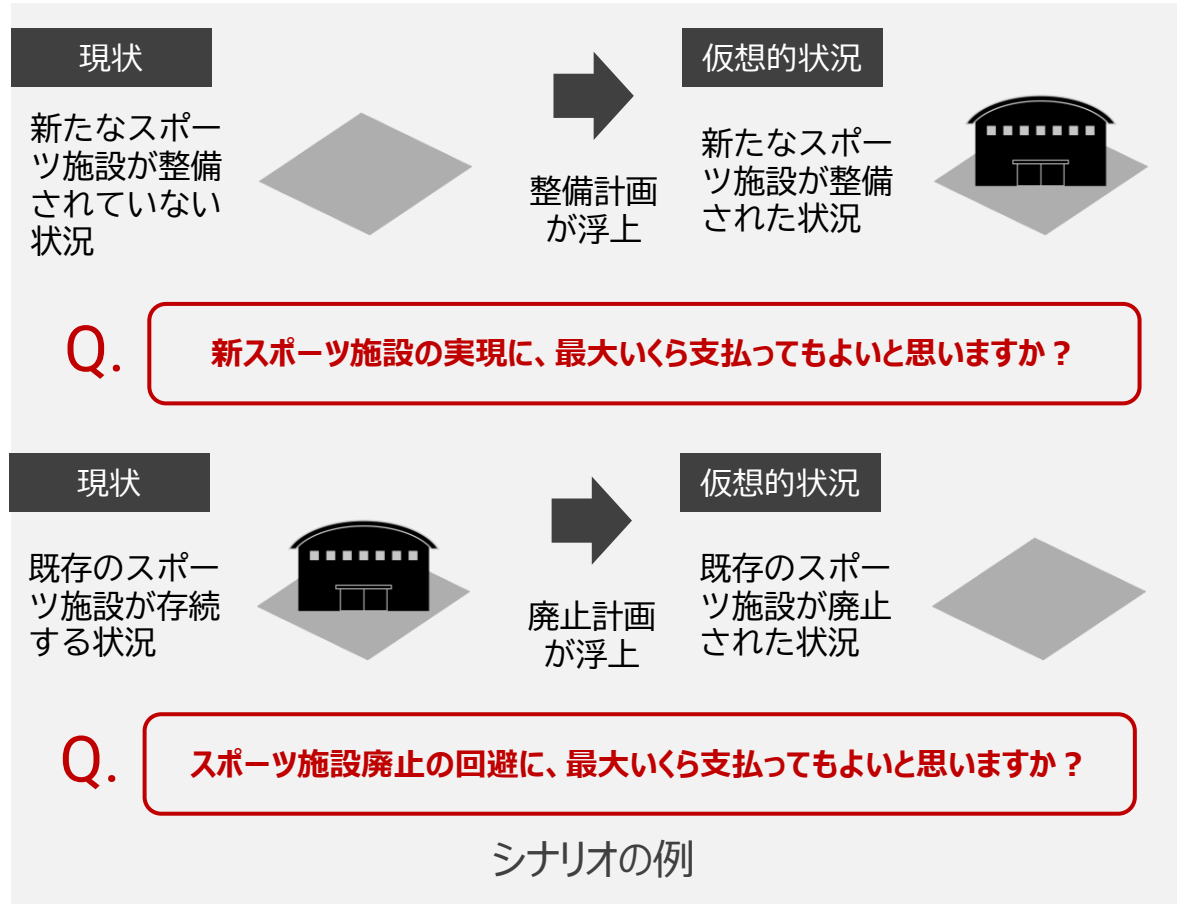 現状
仮想的状況
新たなスポー
ツ施設が整備
されていない
状況
整備計画
が浮上
新たなスポー
ツ施設が整備
された状況
Q.
新スポーツ施設の実現に、最大いくら支払ってもよいと思いますか？
現状
仮想的状況
既存のスポー
ツ施設が存続
する状況
廃止計画
が浮上
既存のスポー
ツ施設が廃止
された状況
Q.
スポーツ施設廃止の回避に、最大いくら支払ってもよいと思いますか？
シナリオの例